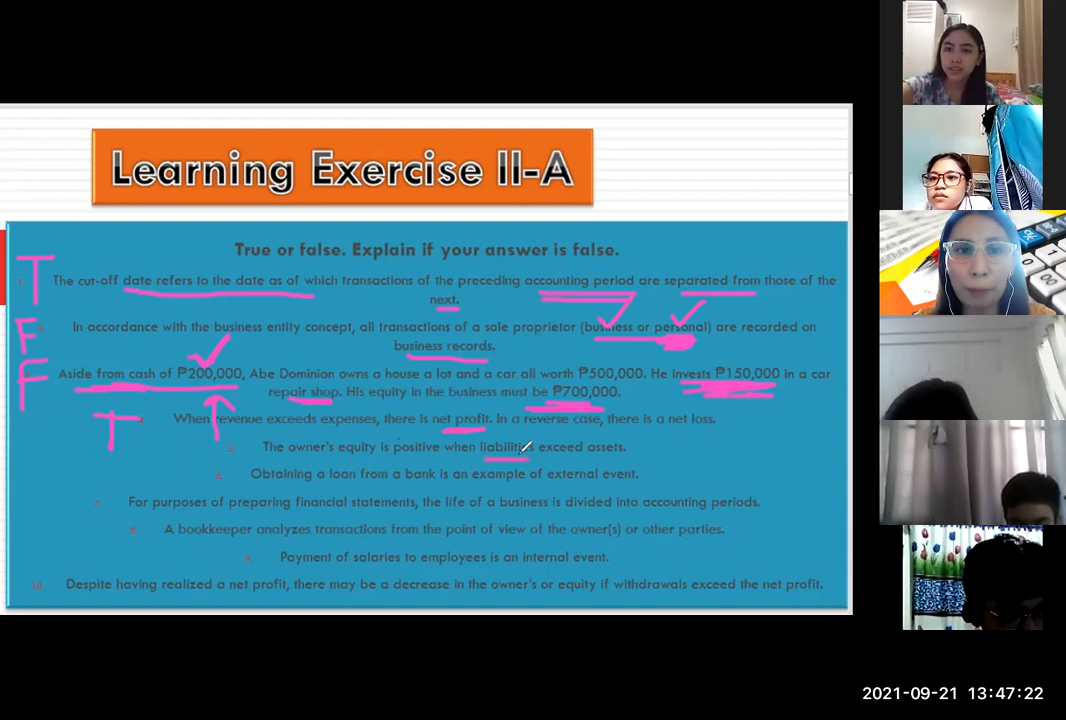 Learning Exercise II-A
True or false. Explain if your answer is false.
T
1. The cut-off date refers to the date as of which transactions of the preceding accounting period are separated from those of the
next.
F
2. In accordance with the business entity concept, all transactions of a sole proprietor (business or personal) are recorded on
business records.
F
Aside from cash of ₱200,000, Abe Dominion owns a house a lot and a car all worth ₱500,000. He invests ₱150,000 in a car
repair shop. His equity in the business must be ₱700,000.
T
4. When revenue exceeds expenses, there is net profit. In a reverse case, there is a net loss.
5. The owner's equity is positive when liabilities exceed assets.
6. Obtaining a loan from a bank is an example of external event.
7. For purposes of preparing financial statements, the life of a business is divided into accounting periods.
8. A bookkeeper analyzes transactions from the point of view of the owner(s) or other parties.
9. Payment of salaries to employees is an internal event.
10. Despite having realized a net profit, there may be a decrease in the owner's or equity if withdrawals exceed the net profit.
2021-09-21 13:47:22